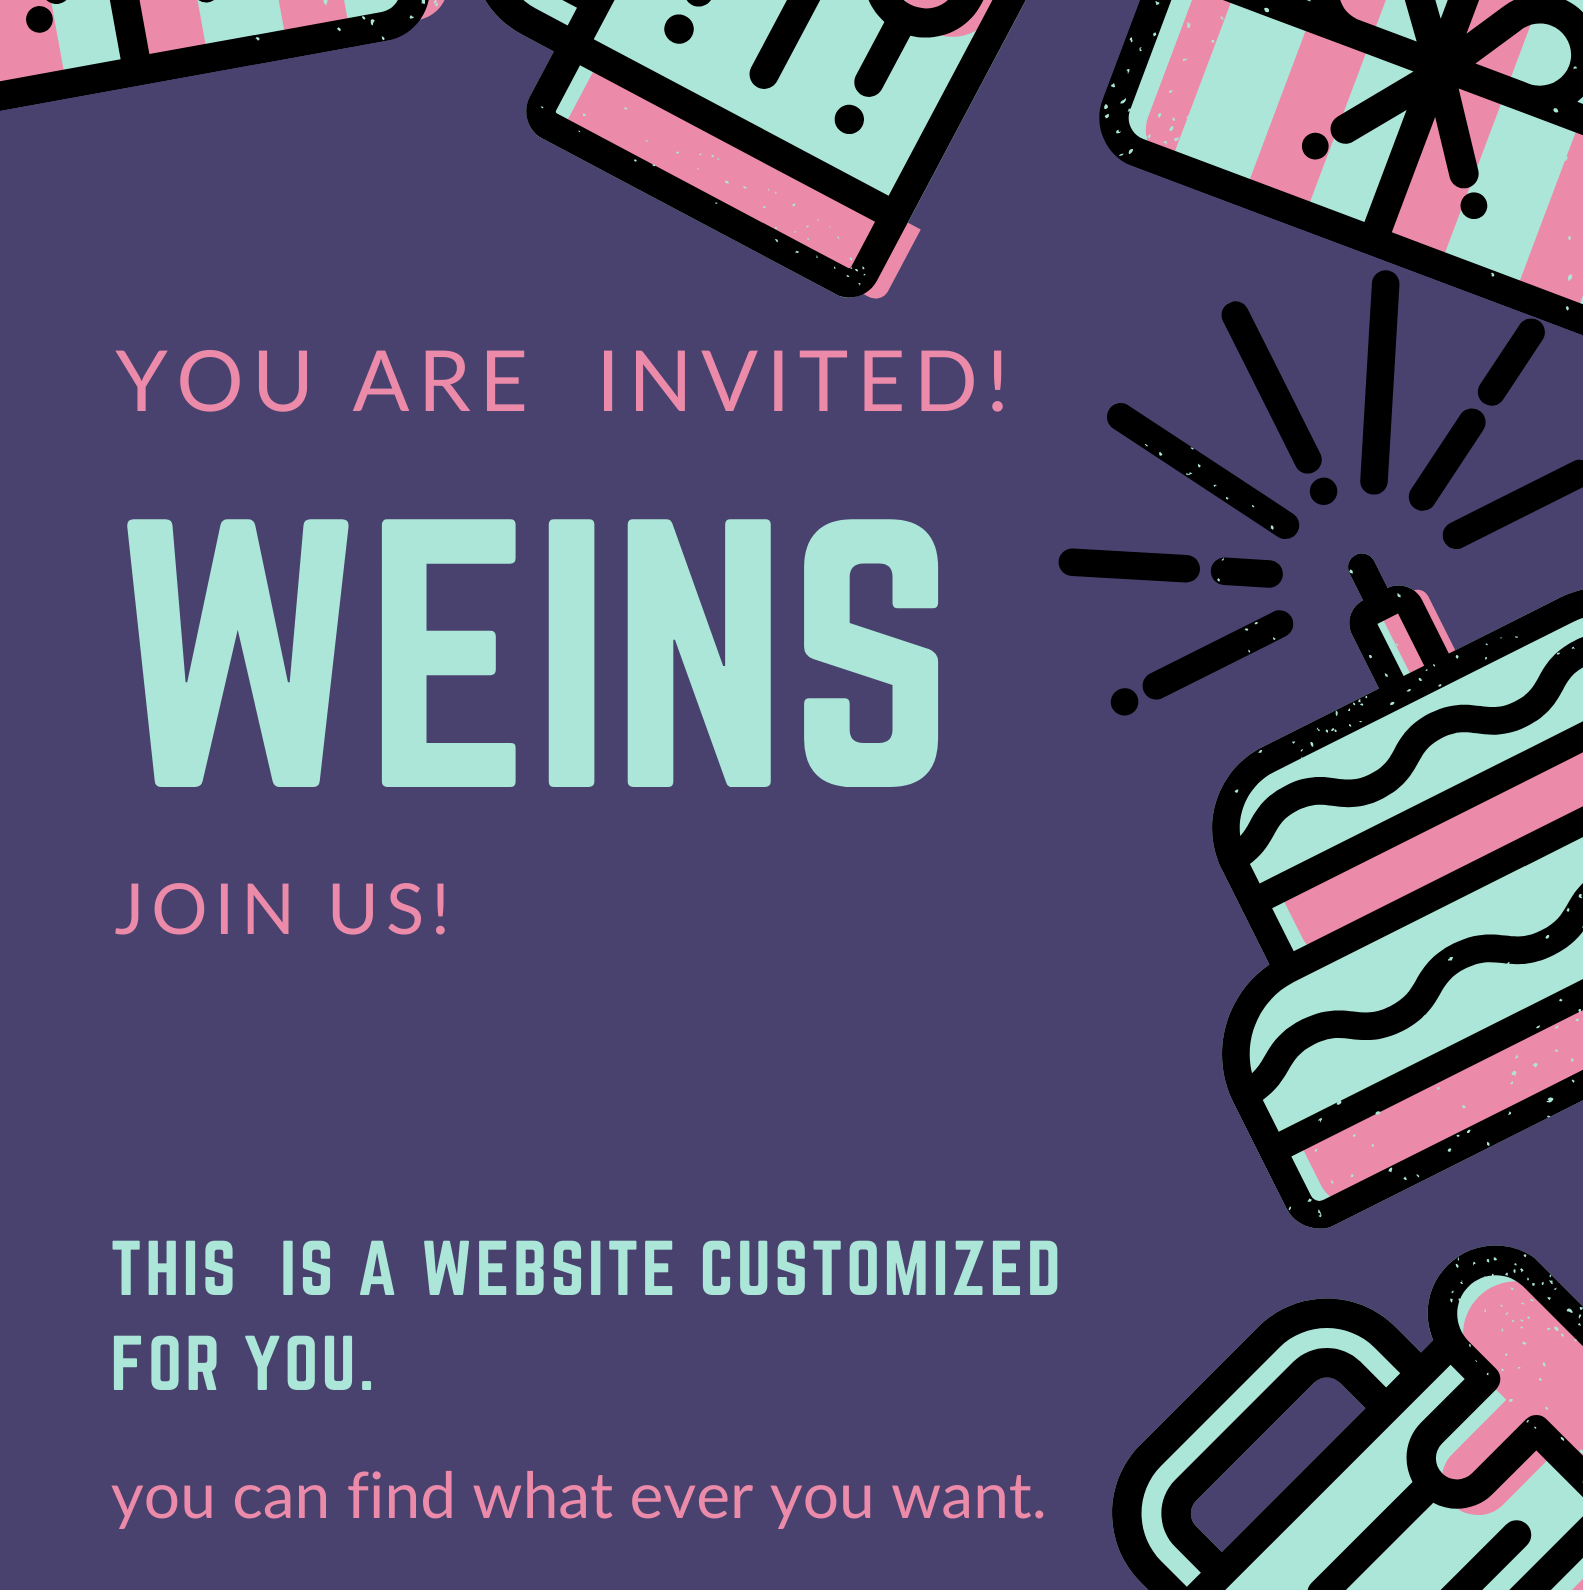 YOU ARE INVITED!
WEINS
JOIN US!
THIS IS A WEBSITE CUSTOMIZED
FOR YOU.
you can find what ever you want.